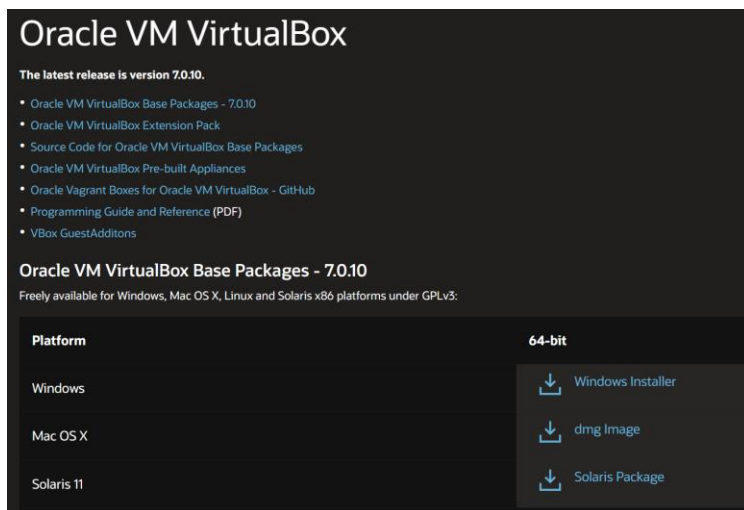 Oracle VM VirtualBox
The latest release is version 7.0.10.
• Oracle VM VirtualBox Base Packages - 7.0.10
• Oracle VM VirtualBox Extension Pack
• Source Code for Oracle VM VirtualBox Base Packages
• Oracle VM VirtualBox Pre-built Appliances
• Oracle Vagrant Boxes for Oracle VM VirtualBox - GitHub
• Programming Guide and Reference (PDF)
• VBox GuestAdditons
Oracle VM VirtualBox Base Packages - 7.0.10
Freely available for Windows, Mac OS X, Linux and Solaris x86 platforms under GPLv3:
Platform 64-bit
Windows Windows Installer
Mac OS X dmg Image
Solaris 11 Solaris Package